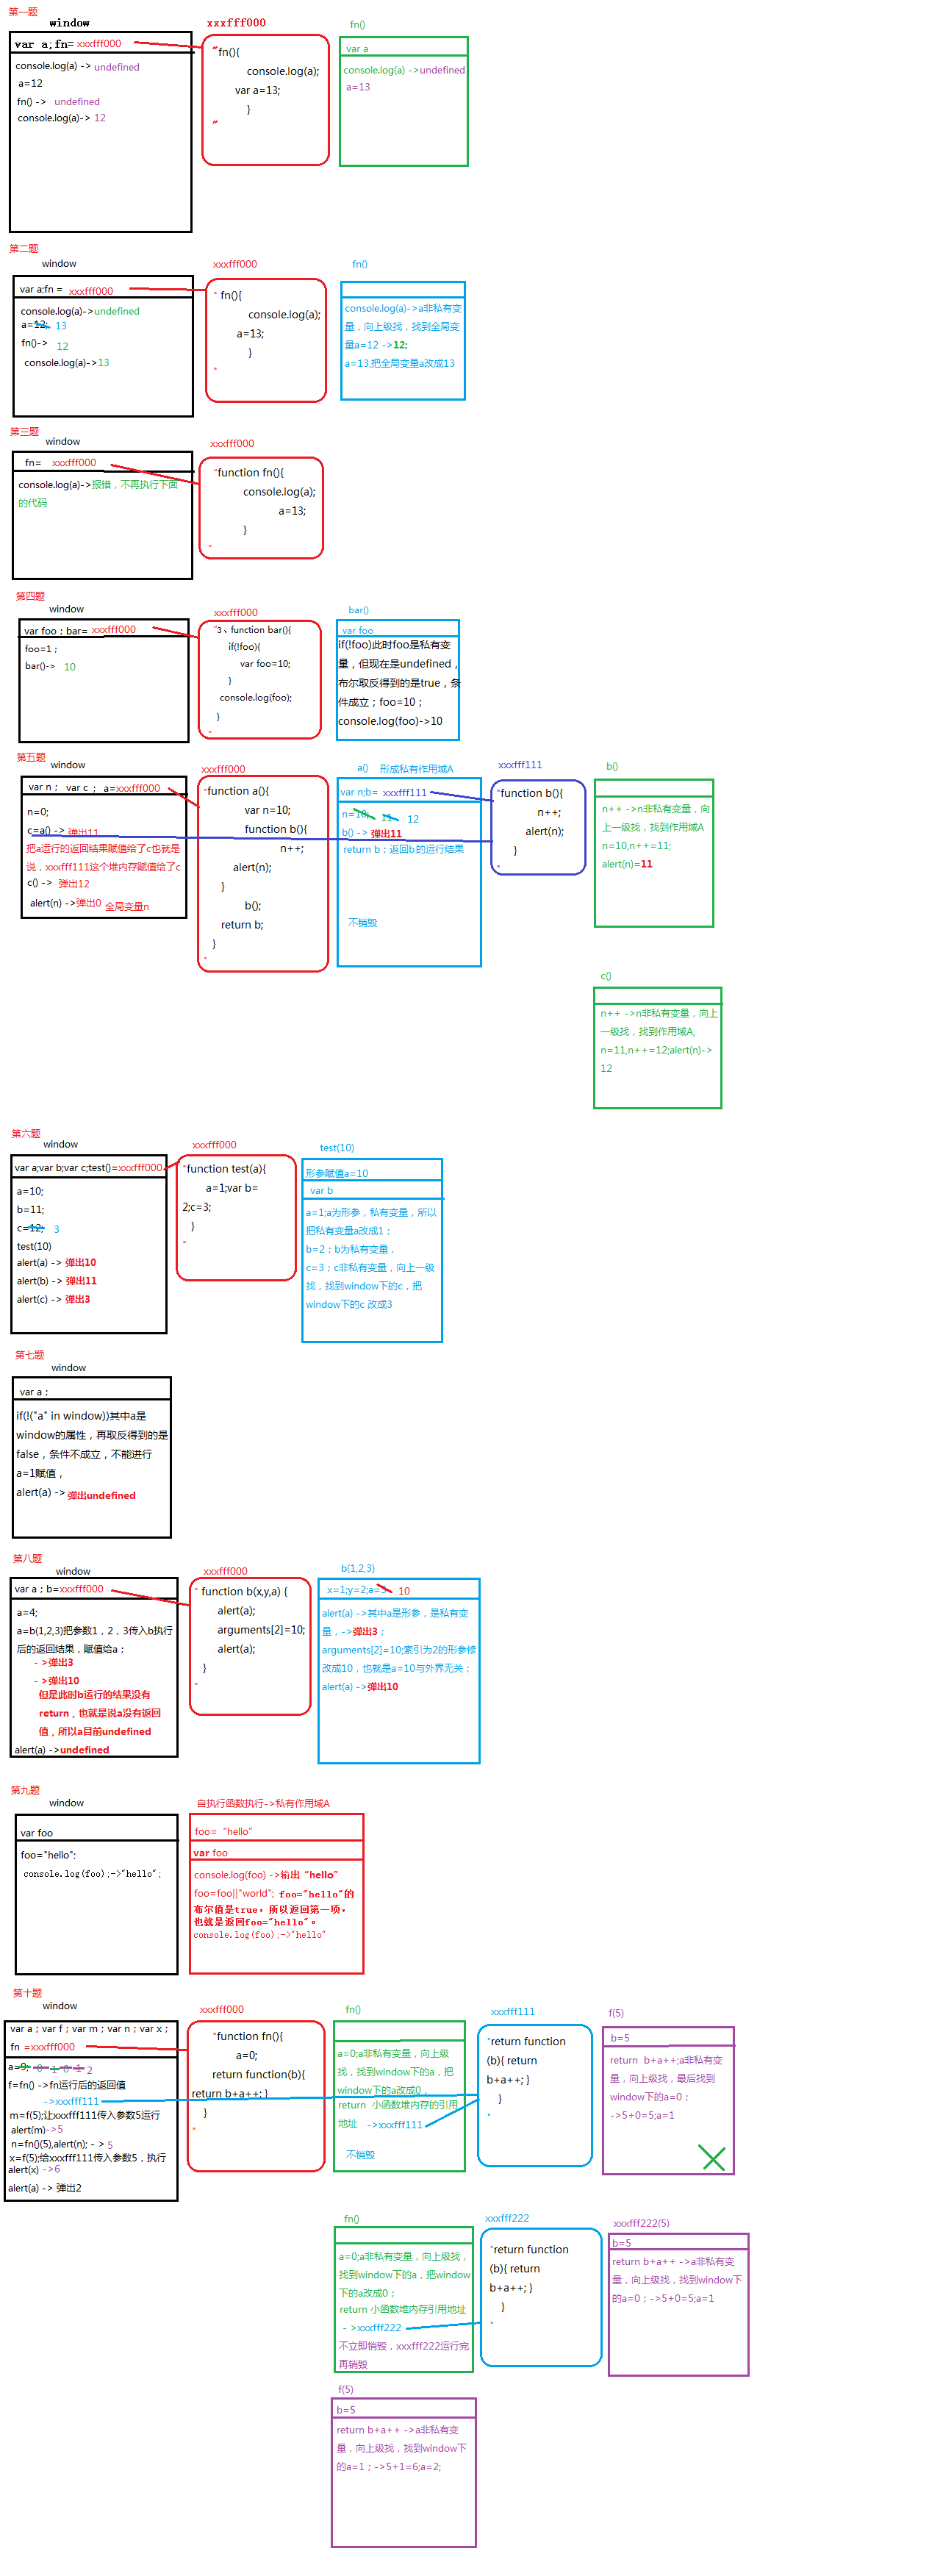 第一题
window
xxxfff000
fn()
var a;fn= xxxfff000
console.log(a) -> undefined
a=12
fn() -> undefined
console.log(a)-> 12
"fn(){
console.log(a);
var a=13;
}
"
var a
console.log(a) ->undefined
a=13
第二题
window
xxxfff000
fn()
var a;fn = xxxfff000
console.log(a)->undefined
a=12; 13
fn()-> 12
console.log(a)->13
" fn(){
console.log(a);
a=13;
}
"
console.log(a)->a非私有变
量，向上级找，找到全局变
量a=12 ->12;
a=13,把全局变量a改成13
第三题
window
xxxfff000
fn= xxxfff000
console.log(a)->报错，不再执行下面
的代码
"function fn(){
console.log(a);
a=13;
}
"
第四题
window
xxxfff000
bar()
var foo；bar= xxxfff000
foo=1；
bar()-> 10
"3、function bar(){
if(!foo){
var foo=10;
}
console.log(foo);
}
"
var foo
if(!foo)此时foo是私有变
量，但现在是undefined，
布尔取反得到的是true，条
件成立；foo=10；
console.log(foo)->10
第五题
window
xxxfff000
a() 形成私有作用域A
xxxfff111
b()
var n； var c； a=xxxfff000
n=0;
c=a() -> 弹出11
把a运行的返回结果赋值给了c也就是
说，xxxfff111这个堆内存赋值给了c
c() -> 弹出12
alert(n) ->弹出0 全局变量n
"function a(){
var n=10;
function b(){
n++;
alert(n);
}
b();
return b;
}
"
var n;b= xxxfff111
n=10; 11 12
b() -> 弹出11
return b；返回b的运行结果
不销毁
"function b(){
n++;
alert(n);
}
"
n++ ->n非私有变量，向
上一级找，找到作用域A
n=10,n++=11;
alert(n)=11
c()
n++ ->n非私有变量，向上
一级找，找到作用域A,
n=11,n++=12;alert(n)->
12
第六题
window
xxxfff000
test(10)
var a;var b;var c;test()=xxxfff000
a=10;
b=11;
c=12; 3
test(10)
alert(a) -> 弹出10
alert(b) -> 弹出11
alert(c) -> 弹出3
"function test(a){
a=1;var b=
2;c=3;
}
"
形参赋值a=10
var b
a=1;a为形参，私有变量，所以
把私有变量a改成1；
b=2；b为私有变量，
c=3；c非私有变量，向上一级
找，找到window下的c，把
window下的c 改成3
第七题
window
var a；
if(!("a" in window))其中a是
window的属性，再取反得到的是
false，条件不成立，不能进行
a=1赋值，
alert(a) -> 弹出undefined
第八题
window
xxxfff000
b(1,2,3)
var a；b=xxxfff000
a=4;
a=b(1,2,3)把参数1，2，3传入b执行
后的返回结果，赋值给a；
- >弹出3
- >弹出10
但是此时b运行的结果没有
return，也就是说a没有返回
值，所以a目前undefined
alert(a) ->undefined
" function b(x,y,a) {
alert(a);
arguments[2]=10;
alert(a);
}
"
x=1;y=2;a=3 10
alert(a) ->其中a是形参，是私有变
量，->弹出3；
arguments[2]=10;索引为2的形参修
改成10，也就是a=10与外界无关；
alert(a) ->弹出10
第九题
window
自执行函数执行->私有作用域A
var foo
foo="hello";
console.log(foo);->"hello";
foo= "hello"
var foo
console.log(foo) ->输出 "hello"
foo=foo||"world"; foo="hello"的
布尔值是true，所以返回第一项，
也就是返回foo="hello"。
console.log(foo);->"hello"
第十题
window
xxxfff000
fn()
xxxfff111
f(5)
var a；var f；var m；var n；var x；
fn =xxxfff000
a=9; 0 1 0 1 2
f=fn() ->fn运行后的返回值
->xxxfff111
m=f(5);让xxxfff111传入参数5运行
alert(m)->5
n=fn()(5),alert(n); - > 5
x=f(5);给xxxfff111传入参数5，执行
alert(x) ->6
alert(a) -> 弹出2
"function fn(){
a=0;
return function(b){
return b+a++; }
}
"
a=0;a非私有变量，向上级
找，找到window下的a，把
window下的a改成0，
return 小函数堆内存的引用
地址 ->xxxfff111
不销毁
"return function
(b){ return
b+a++; }
}
"
b=5
return b+a++;a非私有变
量，向上级找，最后找到
window下的a=0；
->5+0=5;a=1
fn()
xxxfff222
xxxfff222(5)
a=0;a非私有变量，向上级找，
找到window下的a，把window
下的a改成0；
return 小函数堆内存引用地址
- >xxxfff222
不立即销毁，xxxfff222运行完
再销毁
"return function
(b){ return
b+a++; }
}
"
b=5
return b+a++ ->a非私有变
量，向上级找，找到window下
的a=0；->5+0=5;a=1
f(5)
b=5
return b+a++ ->a非私有变
量，向上级找，找到window下
的a=1；->5+1=6;a=2;